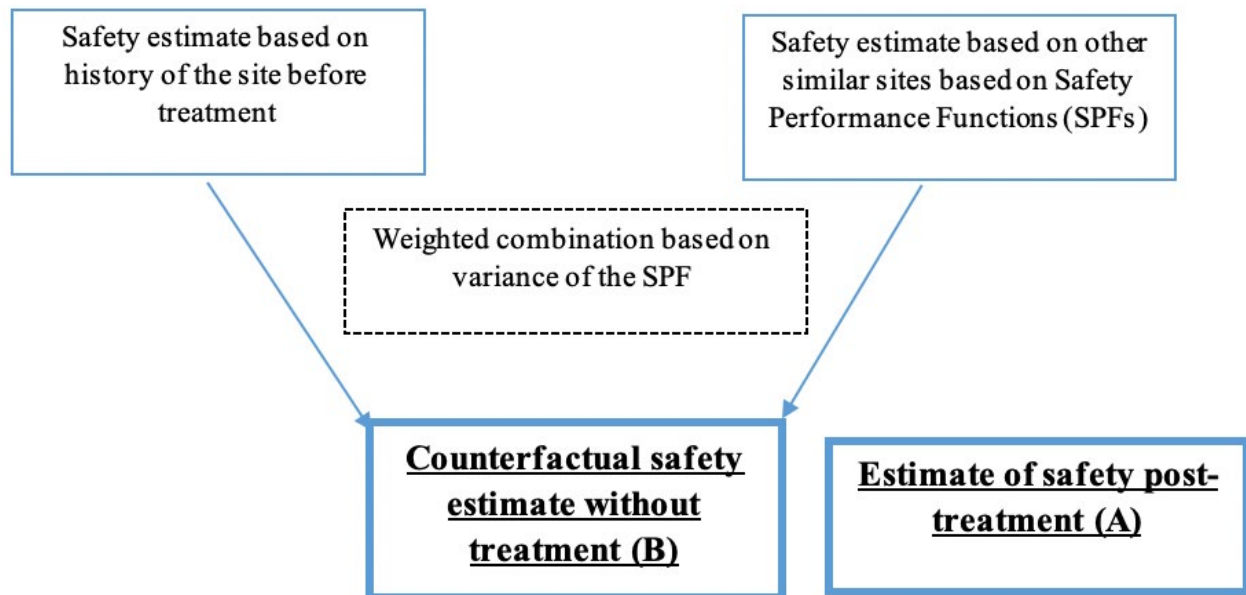 Safety estimate based on
history of the site before
treatment
Safety estimate based on other
similar sites based on Safety
Performance Functions (SPFs)
Weighted combination based on
variance of the SPF
Counterfactual safety
estimate without
treatment (B)
Estimate of safety post-
treatment (A)